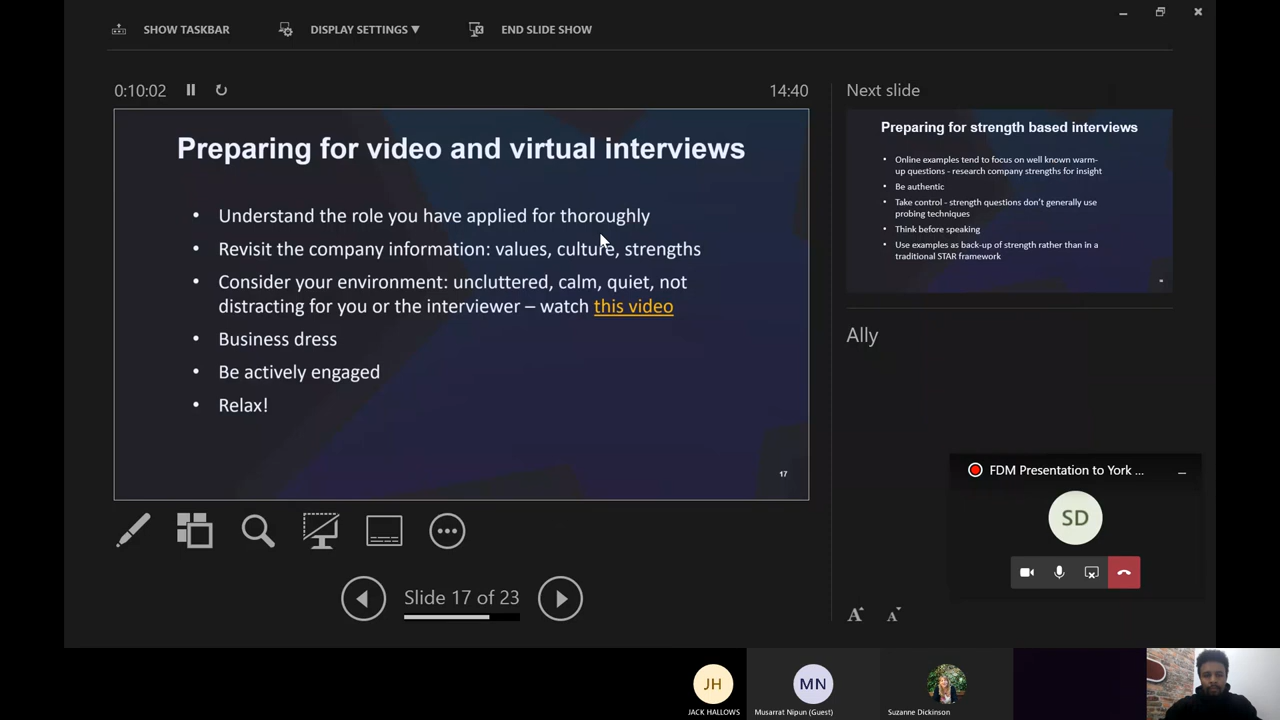 SHOW TASKBAR
DISPLAY SETTINGS ▼
END SLIDE SHOW
0:10:02
14:40
Preparing for video and virtual interviews
• Understand the role you have applied for thoroughly
• Revisit the company information: values, culture, strengths
• Consider your environment: uncluttered, calm, quiet, not
distracting for you or the interviewer – watch this video
• Business dress
• Be actively engaged
• Relax!
17
Slide 17 of 23
Next slide
Preparing for strength based interviews
• Online examples tend to focus on well known warm-
up questions - research company strengths for insight
• Be authentic
• Take control - strength questions don't generally use
probing techniques
• Think before speaking
• Use examples as back-up of strength rather than in a
traditional STAR framework
Ally
FDM Presentation to York ...
SD
A A
JH
JACK HALLOWS
MN
Musarrat Nipun (Guest)
Suzanne Dickinson